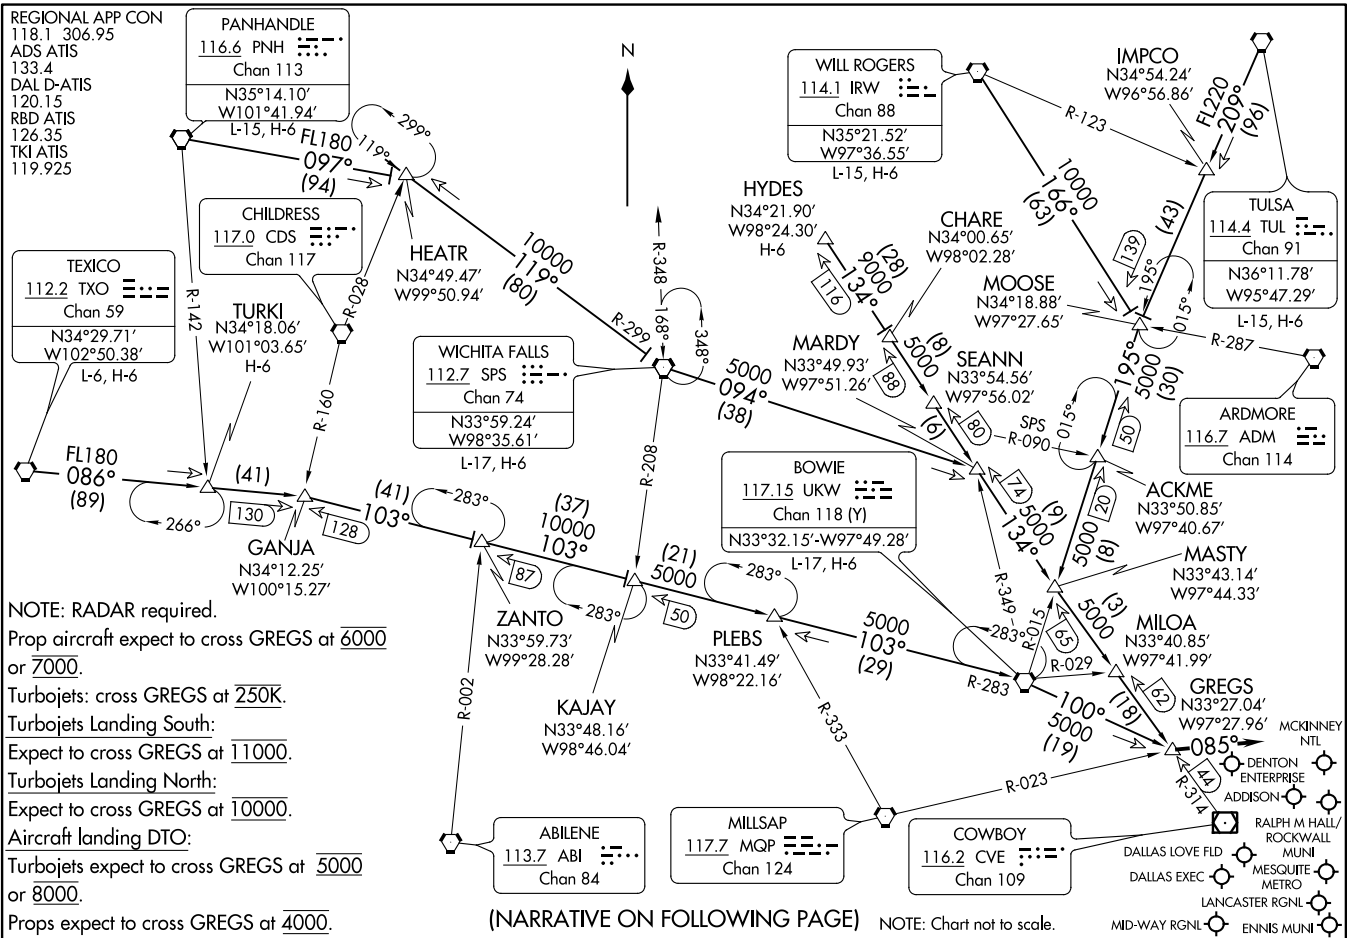 REGIONAL APP CON
118.1 306.95
ADS ATIS
133.4
DAL D-ATIS
120.15
RBD ATIS
126.35
TKI ATIS
119.925
PANHANDLE
116.6 PNH
Chan 113
N35°14.10'
W101°41.94'
L-15, H-6
N
WILL ROGERS
114.1 IRW
Chan 88
N35°21.52'
W97°36.55'
L-15, H-6
IMPCO
N34°54.24'
W96°56.86'
FL220
209°
(96)
TULSA
114.4 TUL
Chan 91
N36°11.78'
W95°47.29'
L-15, H-6
FL180
097°
(94)
119°
299°
R-123
10000
166°
(63)
(43)
139
195°
015°
HEATR
N34°49.47'
W99°50.94'
10000
119°
(80)
R-299
R-348
168°
348°
CHILDRESS
117.0 CDS
Chan 117
R-028
R-160
R-142
TEXICO
112.2 TXO
Chan 59
N34°29.71'
W102°50.38'
L-6, H-6
TURKI
N34°18.06'
W101°03.65'
H-6
HYDES
N34°21.90'
W98°24.30'
H-6
(28)
9000
134°
116
CHARE
N34°00.65'
W98°02.28'
MOOSE
N34°18.88'
W97°27.65'
R-287
ARDMORE
116.7 ADM
Chan 114
WICHITA FALLS
112.7 SPS
Chan 74
N33°59.24'
W98°35.61'
L-17, H-6
5000
094°
(38)
MARDY
N33°49.93'
W97°51.26'
(8)
5000
88
SEANN
N33°54.56'
W97°56.02'
(6)
80
SPS
R-090
015°
195°
5000
(30)
50
ACKME
N33°50.85'
W97°40.67'
FL180
086°
(89)
266°
(41)
130
128
GANJA
N34°12.25'
W100°15.27'
(41)
103°
283°
87
ZANTO
N33°59.73'
W99°28.28'
(37)
10000
103°
283°
R-208
KAJAY
N33°48.16'
W98°46.04'
(21)
5000
50
283°
PLEBS
N33°41.49'
W98°22.16'
BOWIE
117.15 UKW
Chan 118 (Y)
N33°32.15'-W97°49.28'
L-17, H-6
74
(9)
5000
134°
20
5000
(8)
MASTY
N33°43.14'
W97°44.33'
R-349
R-015
65
(3)
5000
MILOA
N33°40.85'
W97°41.99'
5000
103°
(29)
283°
R-283
R-029
62
(18)
100°
5000
(19)
GREGS
N33°27.04'
W97°27.96'
085°
44
R-314
R-002
R-333
R-023
NOTE: RADAR required.
Prop aircraft expect to cross GREGS at 6000
or 7000.
Turbojets: cross GREGS at 250K.
Turbojets Landing South:
Expect to cross GREGS at 11000.
Turbojets Landing North:
Expect to cross GREGS at 10000.
Aircraft landing DTO:
Turbojets expect to cross GREGS at 5000
or 8000.
Props expect to cross GREGS at 4000.
ABILENE
113.7 ABI
Chan 84
MILLSAP
117.7 MQP
Chan 124
COWBOY
116.2 CVE
Chan 109
MCKINNEY
NTL
DENTON
ENTERPRISE
ADDISON
RALPH M HALL/
ROCKWALL
MUNI
DALLAS LOVE FLD
DALLAS EXEC
MESQUITE
METRO
LANCASTER RGNL
MID-WAY RGNL
ENNIS MUNI
(NARRATIVE ON FOLLOWING PAGE)
NOTE: Chart not to scale.